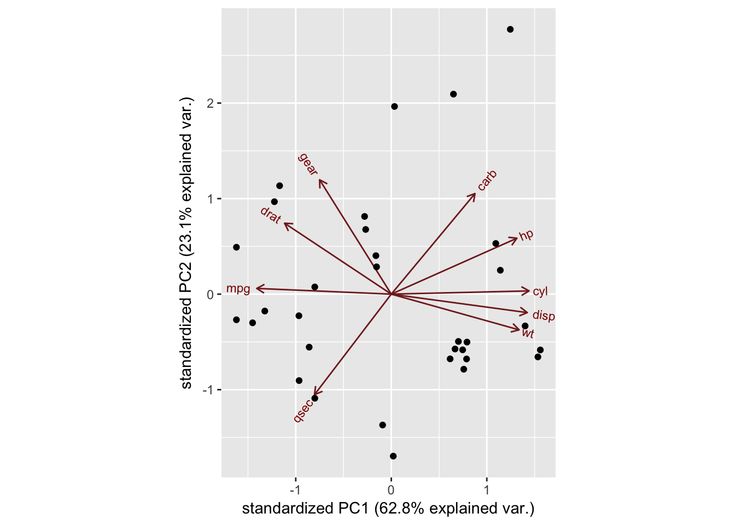 2
1
0
-1
-1
0
1
standardized PC2 (23.1% explained var.)
standardized PC1 (62.8% explained var.)
gear
carb
drat
hp
mpg
cyl
disp
wt
qsec